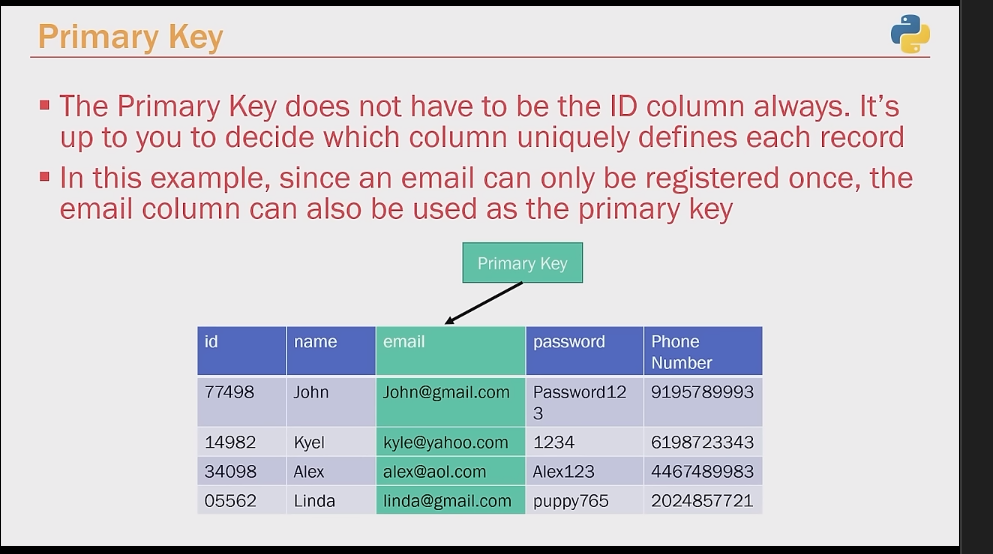 Primary Key
The Primary Key does not have to be the ID column always. It's
up to you to decide which column uniquely defines each record
In this example, since an email can only be registered once, the
email column can also be used as the primary key
Primary Key
id name email password Phone
Number
77498 John John@gmail.com Password12 9195789993
3
14982 Kyel kyle@yahoo.com 1234 6198723343
34098 Alex alex@aol.com Alex123 4467489983
05562 Linda linda@gmail.com puppy765 2024857721